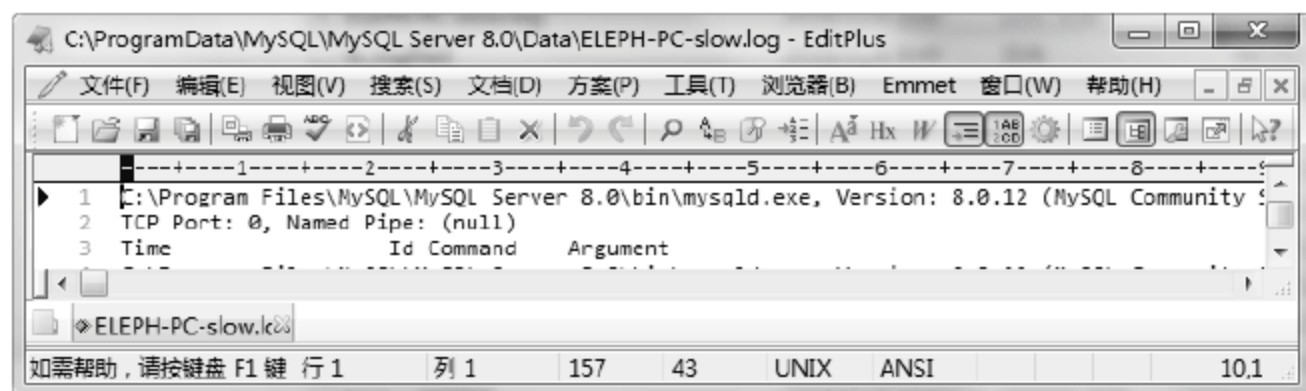 C:\ProgramData\MySQL\MySQL Server 8.0\Data\ELEPH-PC-slow.log - EditPlus
文件(F) 编辑(E) 视图(V) 搜索(S) 文档(D) 方案(P) 工具(T) 浏览器(B) Emmet 窗口(W) 帮助(H)
----+----1----+----2----+----3----+----4----+----5----+----6----+----7----+----8----+----9
1 C:\Program Files\MySQL\MySQL Server 8.0\bin\mysqld.exe, Version: 8.0.12 (MySQL Community S
2 TCP Port: 0, Named Pipe: (null)
3 Time Id Command Argument
ELEPH-PC-slow.lc
如需帮助，请按键盘 F1 键 行 1 列 1 157 43 UNIX ANSI 10,1